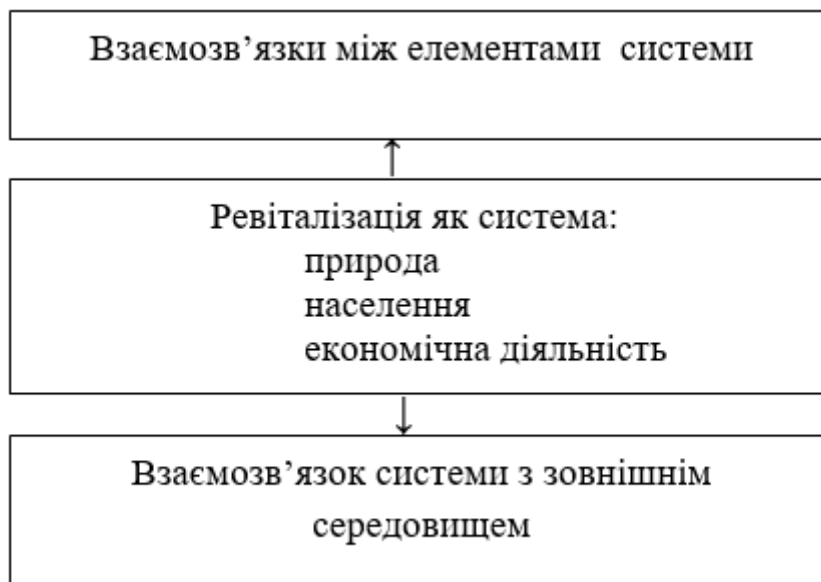 Взаємозв’язки між елементами системи
Ревіталізація як система:
природа
населення
економічна діяльність
Взаємозв’язок системи з зовнішнім
середовищем